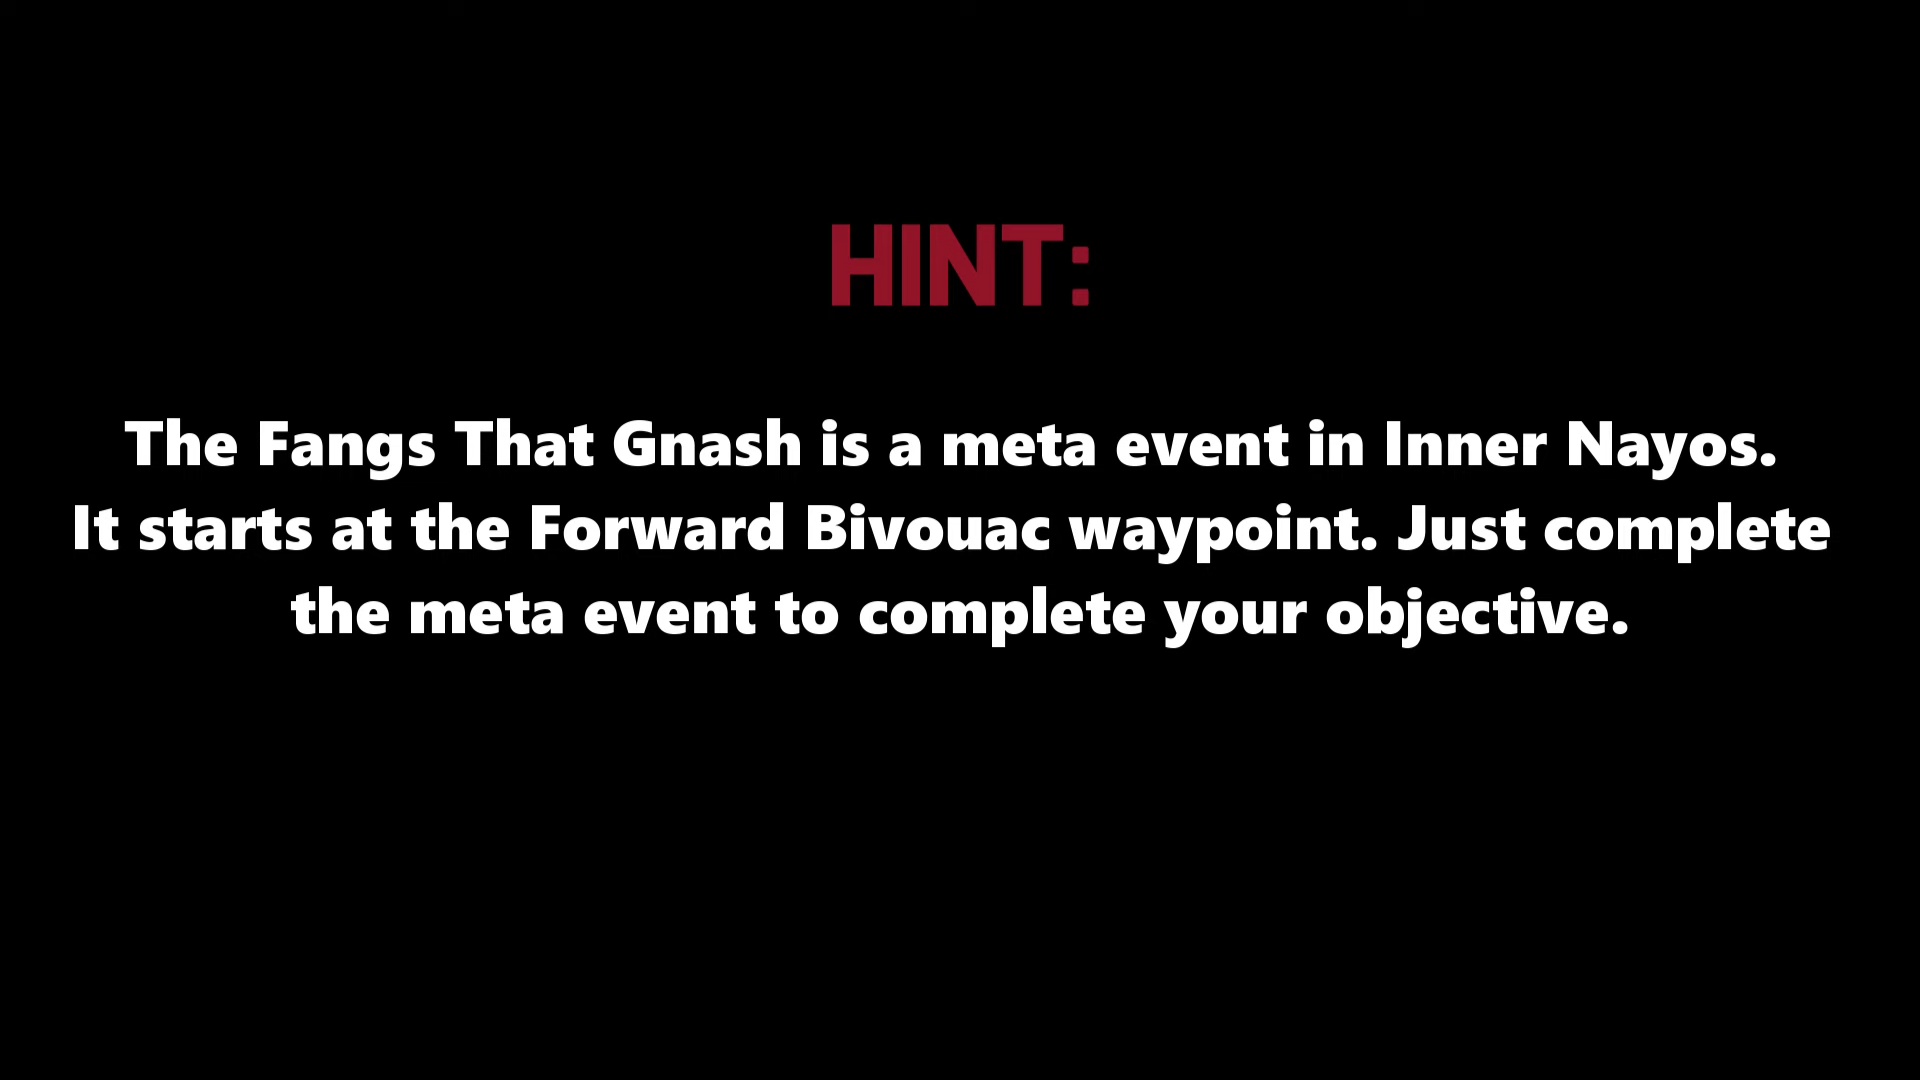 HINT:
The Fangs That Gnash is a meta event in Inner Nayos.
It starts at the Forward Bivouac waypoint. Just complete
the meta event to complete your objective.